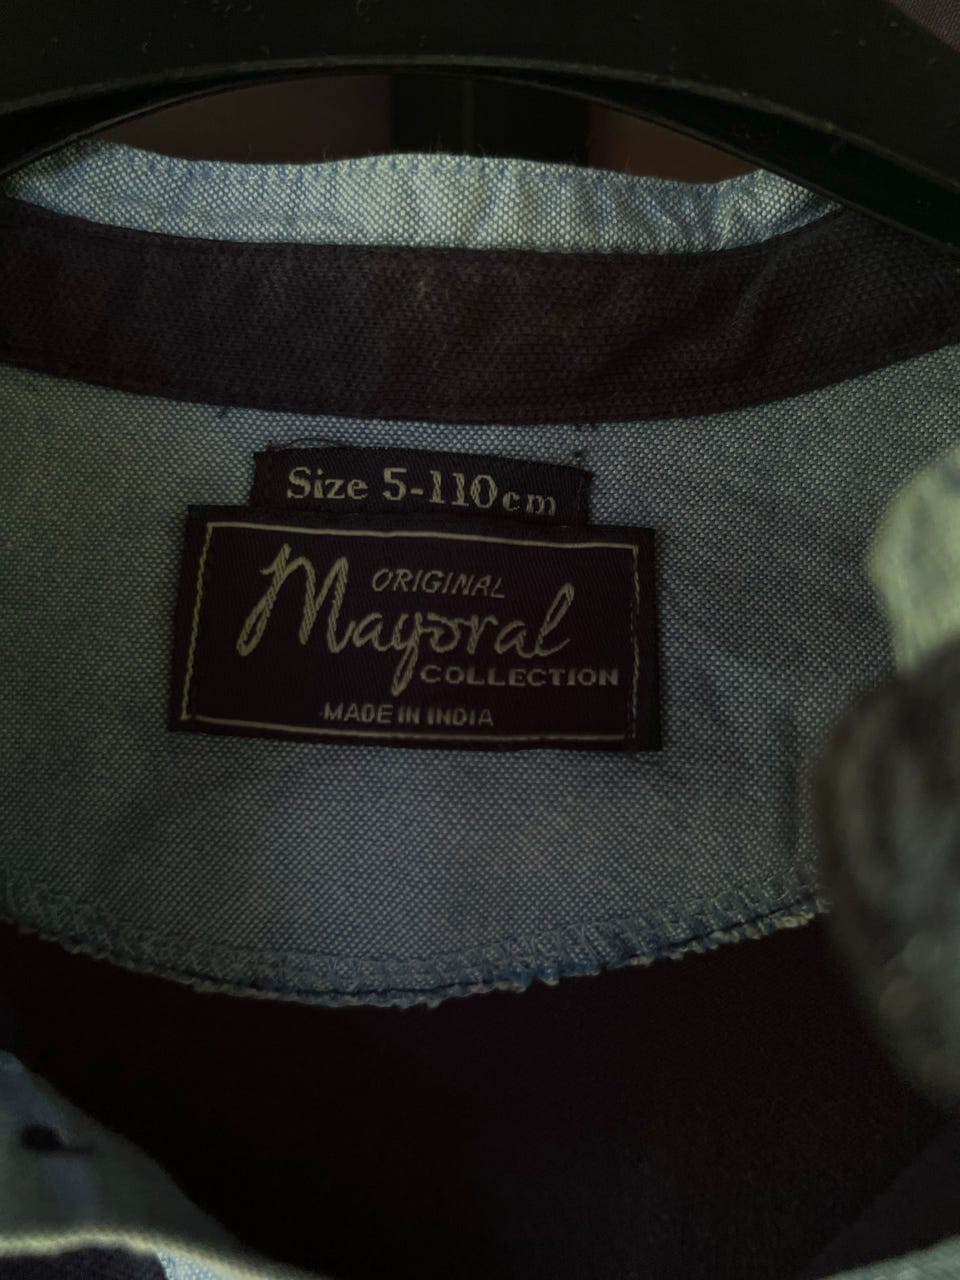 Size 5-110cm
ORIGINAL
Mayoral
COLLECTION
MADE IN INDIA